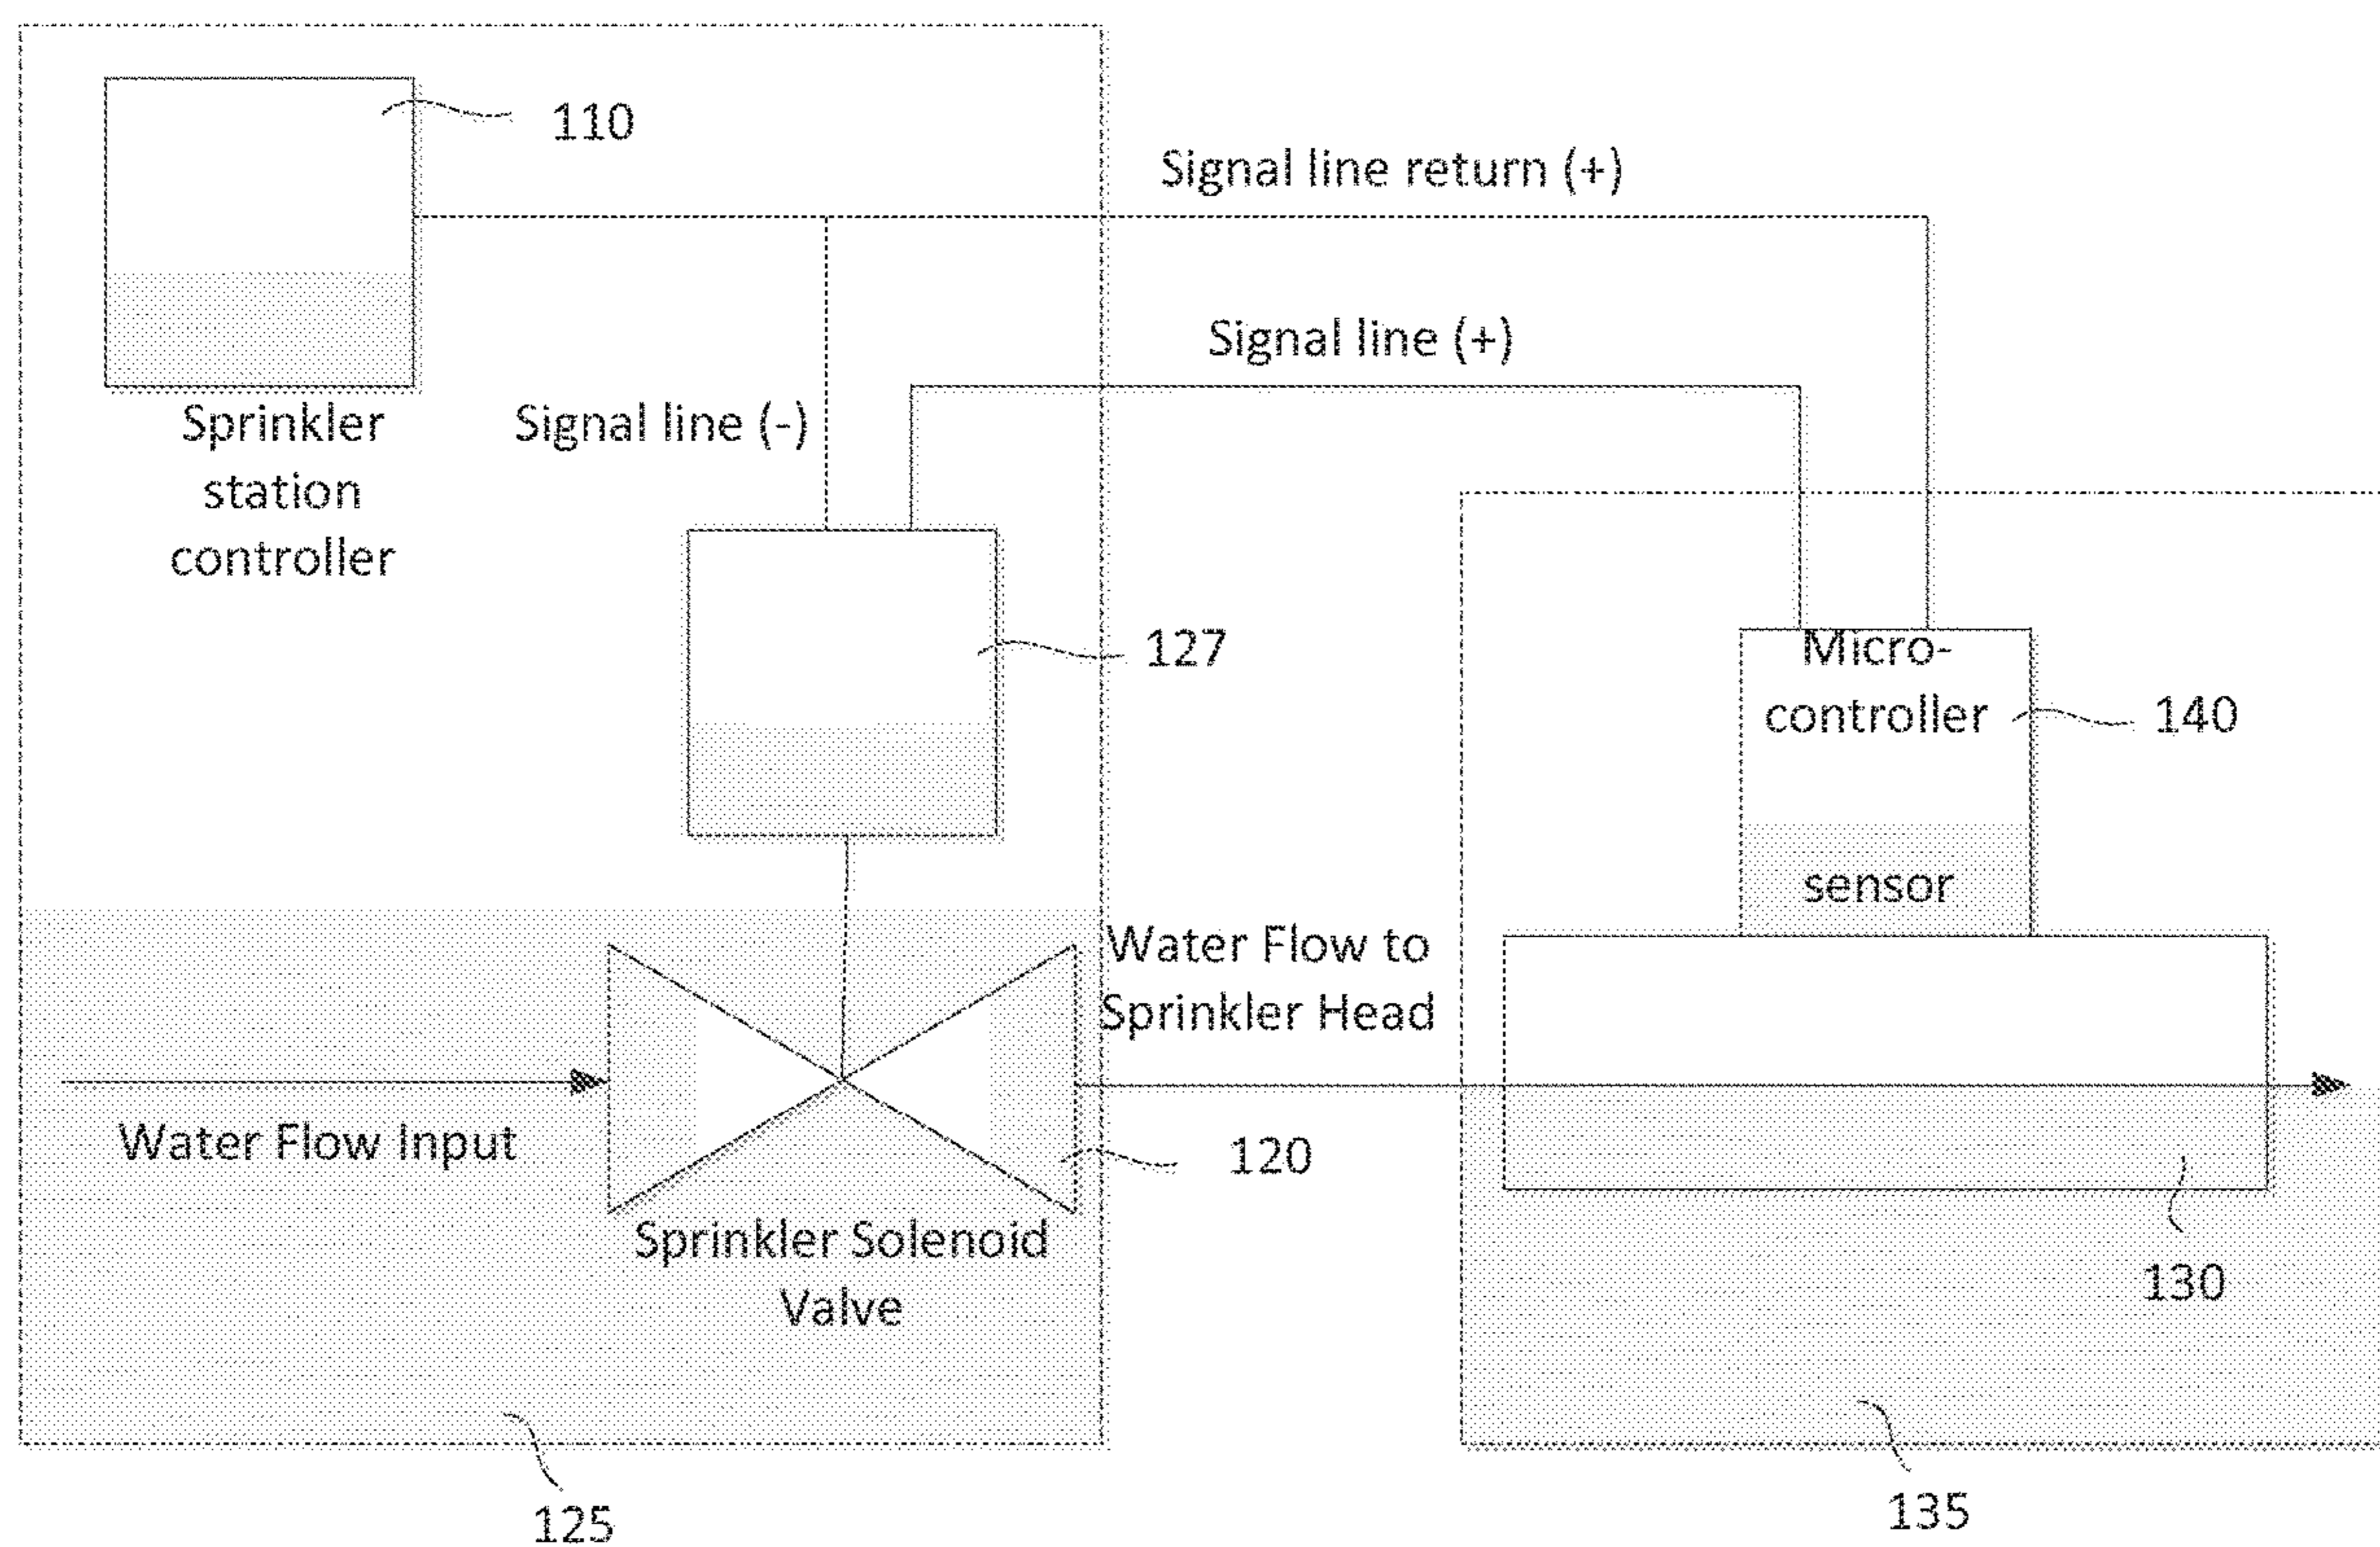 110
Signal line return (+)
Signal line (+)
Sprinkler
station
controller
Signal line (-)
127
Micro-
controller
140
sensor
Water Flow to
Sprinkler Head
Water Flow Input
120
Sprinkler Solenoid
Valve
130
125
135